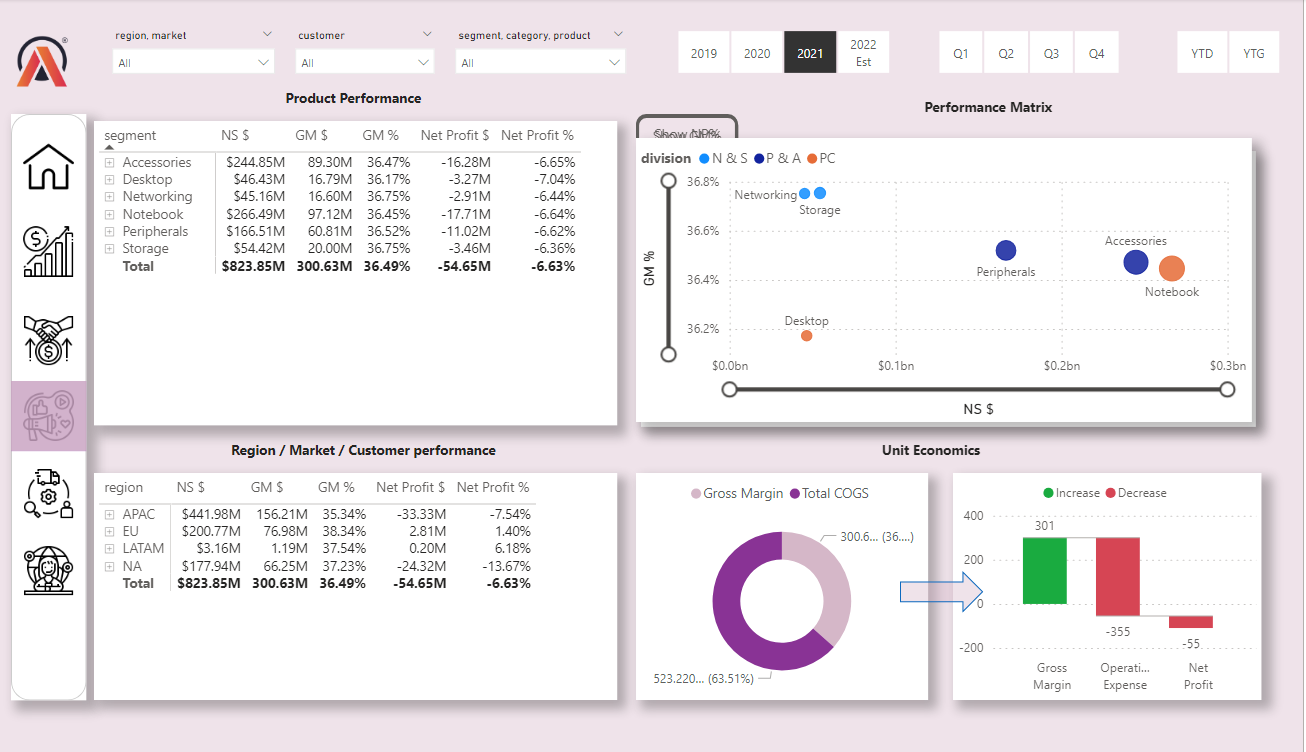 region, market customer segment, category, product
All All All
2019 2020 2021 2022 Est Q1 Q2 Q3 Q4 YTD YTG
®
Product Performance
segment NS $ GM $ GM % Net Profit $ Net Profit %
Accessories $244.85M 89.30M 36.47% -16.28M -6.65%
Desktop $46.43M 16.79M 36.17% -3.27M -7.04%
Networking $45.16M 16.60M 36.75% -2.91M -6.44%
Notebook $266.49M 97.12M 36.45% -17.71M -6.64%
Peripherals $166.51M 60.81M 36.52% -11.02M -6.62%
Storage $54.42M 20.00M 36.75% -3.46M -6.36%
Total $823.85M 300.63M 36.49% -54.65M -6.63%
Performance Matrix
division N & S P & A PC
36.8%
36.6%
36.4%
36.2%
GM %
Networking
Storage
Accessories
Peripherals
Notebook
Desktop
$0.0bn $0.1bn $0.2bn $0.3bn
NS $
Region / Market / Customer performance
region NS $ GM $ GM % Net Profit $ Net Profit %
APAC $441.98M 156.21M 35.34% -33.33M -7.54%
EU $200.77M 76.98M 38.34% 2.81M 1.40%
LATAM $3.16M 1.19M 37.54% 0.20M 6.18%
NA $177.94M 66.25M 37.23% -24.32M -13.67%
Total $823.85M 300.63M 36.49% -54.65M -6.63%
Unit Economics
Gross Margin Total COGS
300.6... (36....)
523.220... (63.51%)
Increase Decrease
400
200
0
-200
301
-355
-55
Gross Margin
Operati... Expense
Net Profit